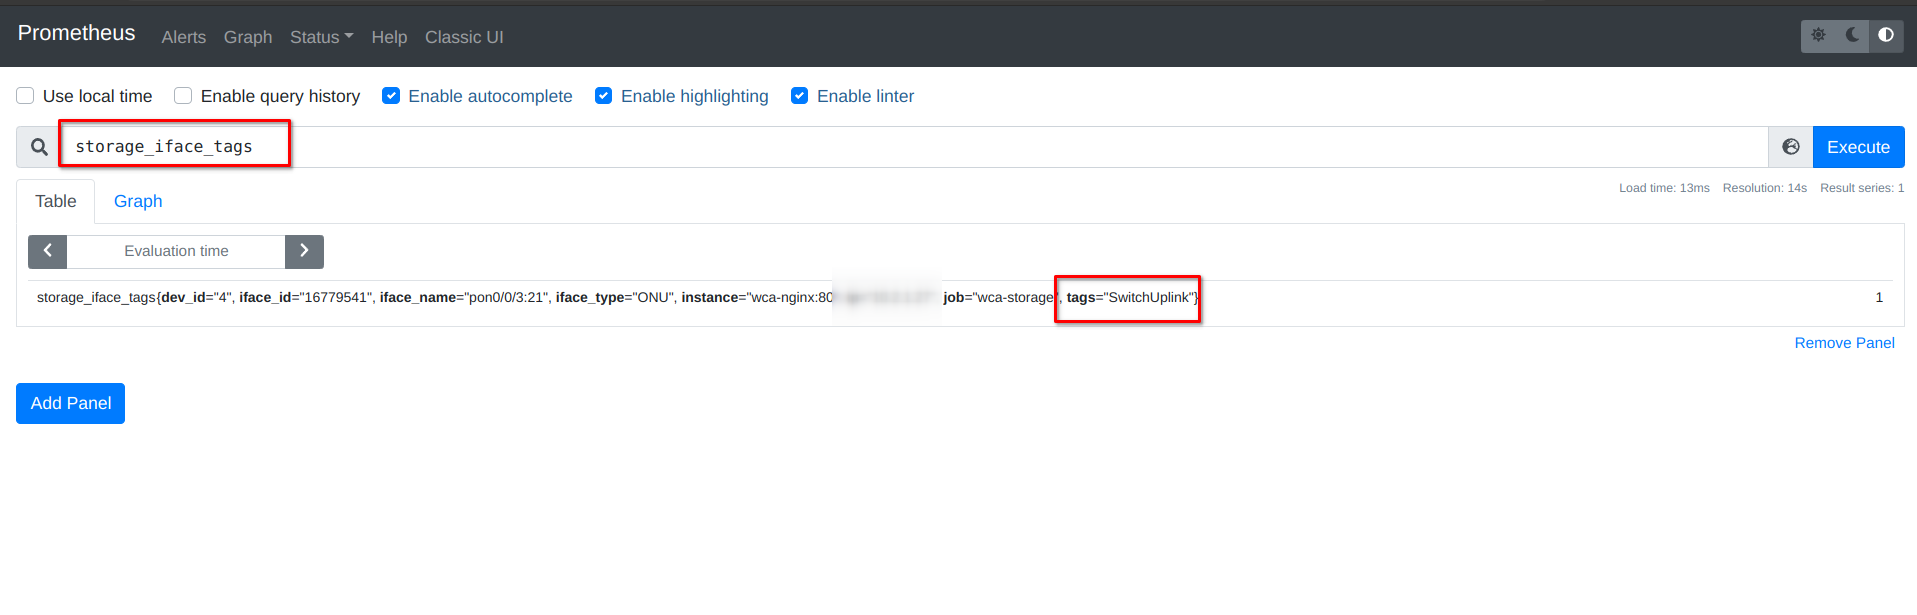 Prometheus Alerts Graph Status Help Classic UI
Use local time Enable query history Enable autocomplete Enable highlighting Enable linter
storage_iface_tags Execute
Table Graph Load time: 13ms Resolution: 14s Result series: 1
Evaluation time
storage_iface_tags{dev_id="4", iface_id="16779541", iface_name="pon0/0/3:21", iface_type="ONU", instance="wca-nginx:80 job="wca-storage", tags="SwitchUplink"} 1
Remove Panel
Add Panel